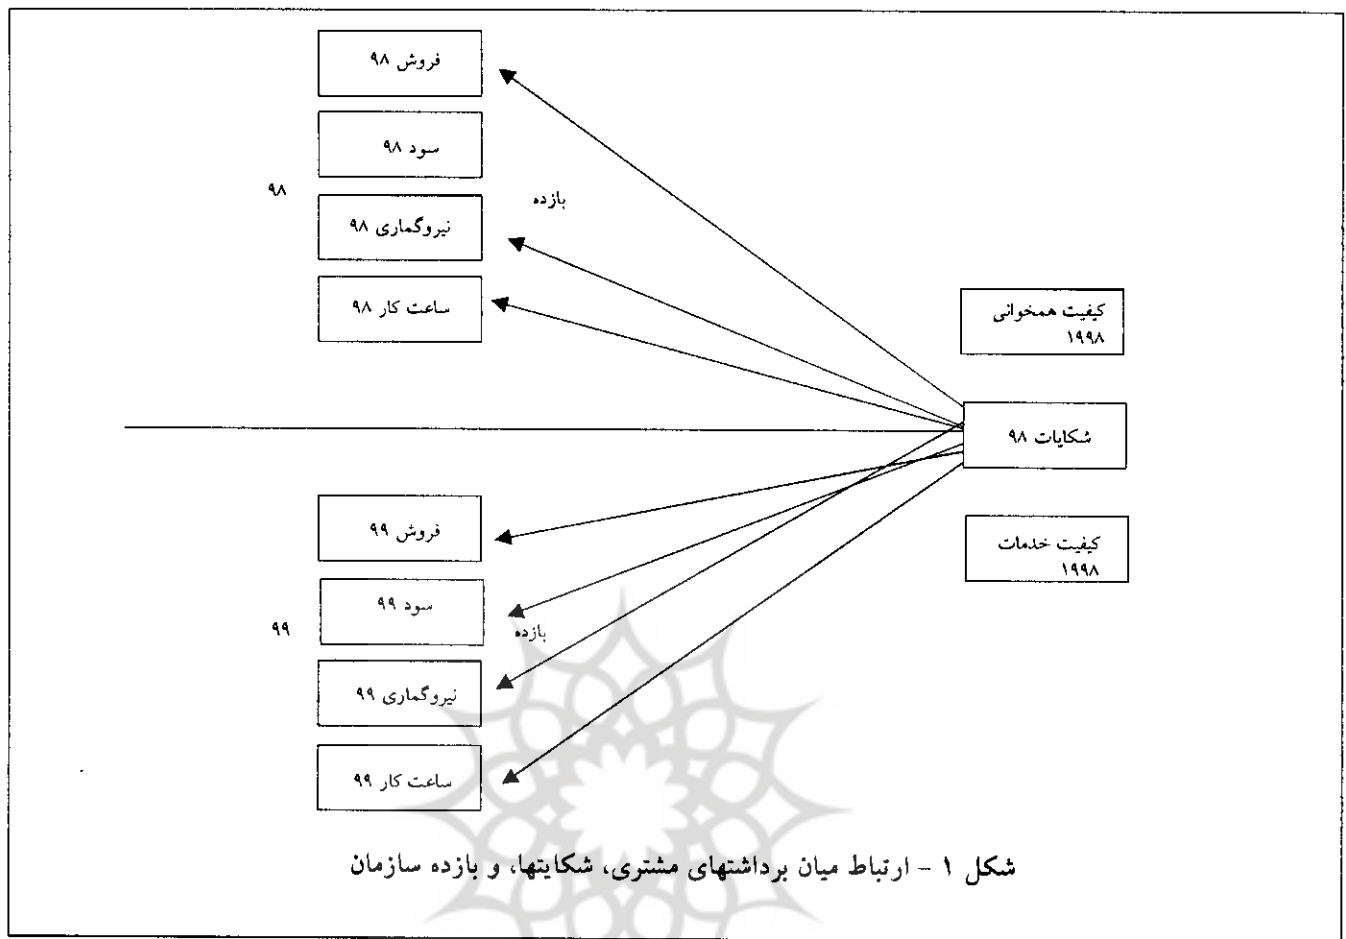 فروش ۹۸
سود ۹۸
۹۸
بازده
نیروگماری ۹۸
ساعت کار ۹۸
کیفیت همخوانی
۱۹۹۸
شکایات ۹۸
کیفیت خدمات
۱۹۹۸
فروش ۹۹
سود ۹۹
۹۹
بازده
نیروگماری ۹۹
ساعت کار ۹۹
شکل ۱ - ارتباط میان برداشتهای مشتری، شکایتها، و بازده سازمان